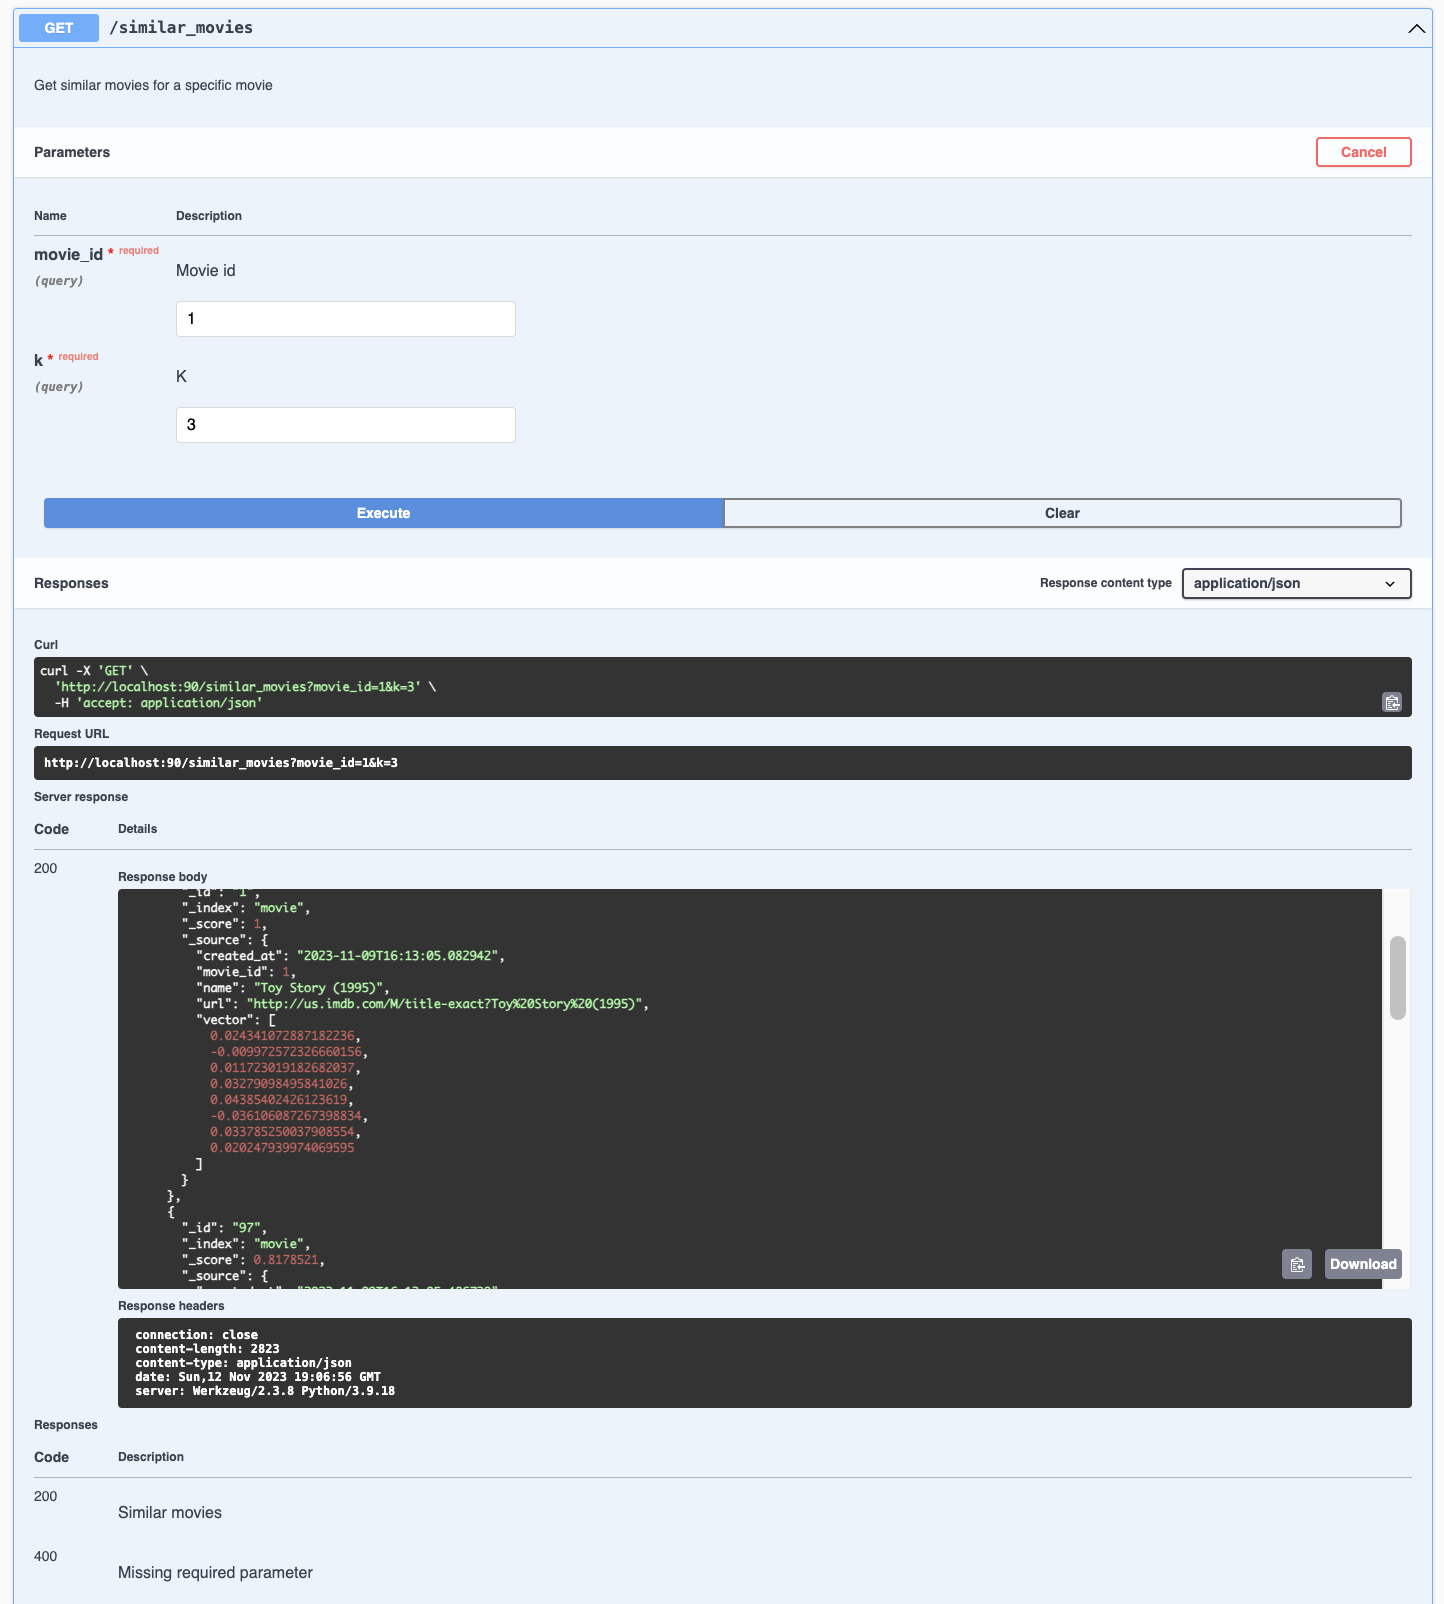 GET /similar_movies
Get similar movies for a specific movie
Parameters
Cancel
Name Description
movie_id * required
(query)
Movie id
1
k * required
(query)
K
3
Execute
Clear
Responses
Response content type
application/json
Curl
curl -X 'GET' \
'http://localhost:90/similar_movies?movie_id=1&k=3' \
-H 'accept: application/json'
Request URL
http://localhost:90/similar_movies?movie_id=1&k=3
Server response
Code Details
200
Response body
"_id": "1",
"_index": "movie",
"_score": 1,
"_source": {
"created_at": "2023-11-09T16:13:05.082942",
"movie_id": 1,
"name": "Toy Story (1995)",
"url": "http://us.imdb.com/M/title-exact?Toy%20Story%20(1995)",
"vector": [
0.024341072887182236,
-0.009972572326660156,
0.011723019182682037,
0.03279098495841026,
0.04385402426123619,
-0.036106087267398834,
0.033785250037908554,
0.020247939974069595
]
}
},
{
"_id": "97",
"_index": "movie",
"_score": 0.8178521,
"_source": {
Download
Response headers
connection: close
content-length: 2823
content-type: application/json
date: Sun,12 Nov 2023 19:06:56 GMT
server: Werkzeug/2.3.8 Python/3.9.18
Responses
Code Description
200
Similar movies
400
Missing required parameter